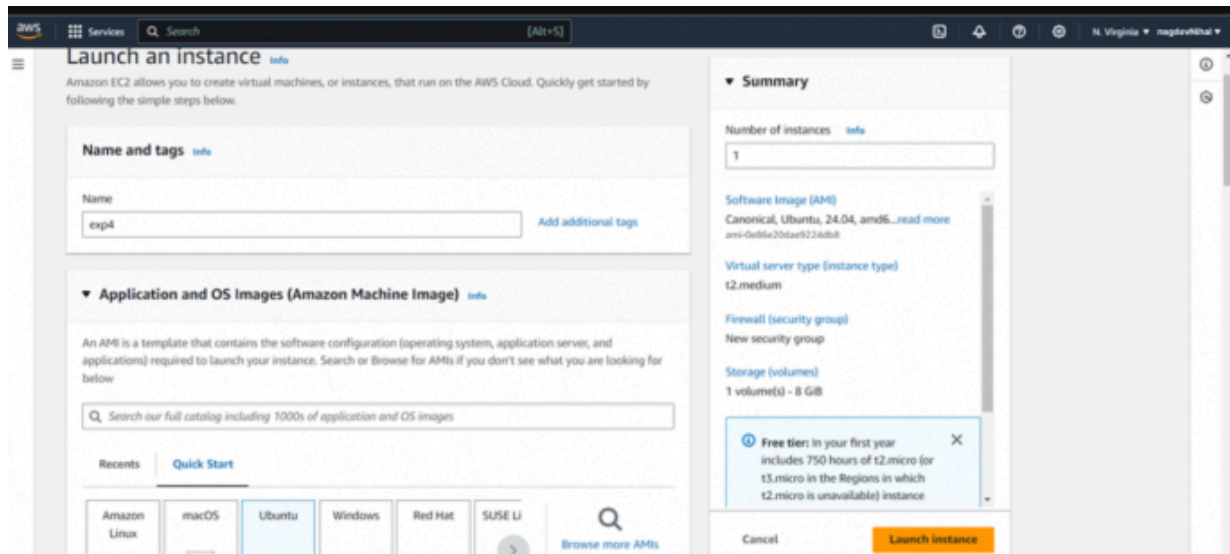 aws
Services
Search
[Alt+S]
N. Virginia
Launch an instance Info
Amazon EC2 allows you to create virtual machines, or instances, that run on the AWS Cloud. Quickly get started by
following the simple steps below.
Name and tags Info
Name
exp4
Add additional tags
Application and OS Images (Amazon Machine Image) Info
An AMI is a template that contains the software configuration (operating system, application server, and
applications) required to launch your instance. Search or Browse for AMIs if you don't see what you are looking for
below
Search our full catalog including 1000s of application and OS images
Recents
Quick Start
Amazon
Linux
macOS
Ubuntu
Windows
Red Hat
SUSE Li
Browse more AMIs
Summary
Number of instances Info
1
Software Image (AMI)
Canonical, Ubuntu, 24.04, amd6...read more
ami-0e86e20dae9224db8
Virtual server type (instance type)
t2.medium
Firewall (security group)
New security group
Storage (volumes)
1 volume(s) - 8 GiB
Free tier: In your first year
includes 750 hours of t2.micro (or
t3.micro in the Regions in which
t2.micro is unavailable) instance
Cancel
Launch instance